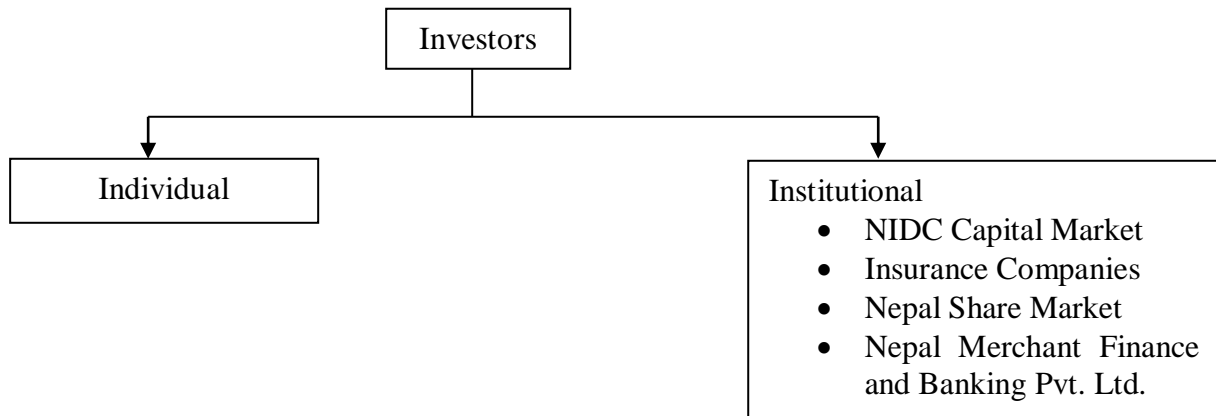 Investors
Individual
Institutional
• NIDC Capital Market
• Insurance Companies
• Nepal Share Market
• Nepal Merchant Finance
and Banking Pvt. Ltd.